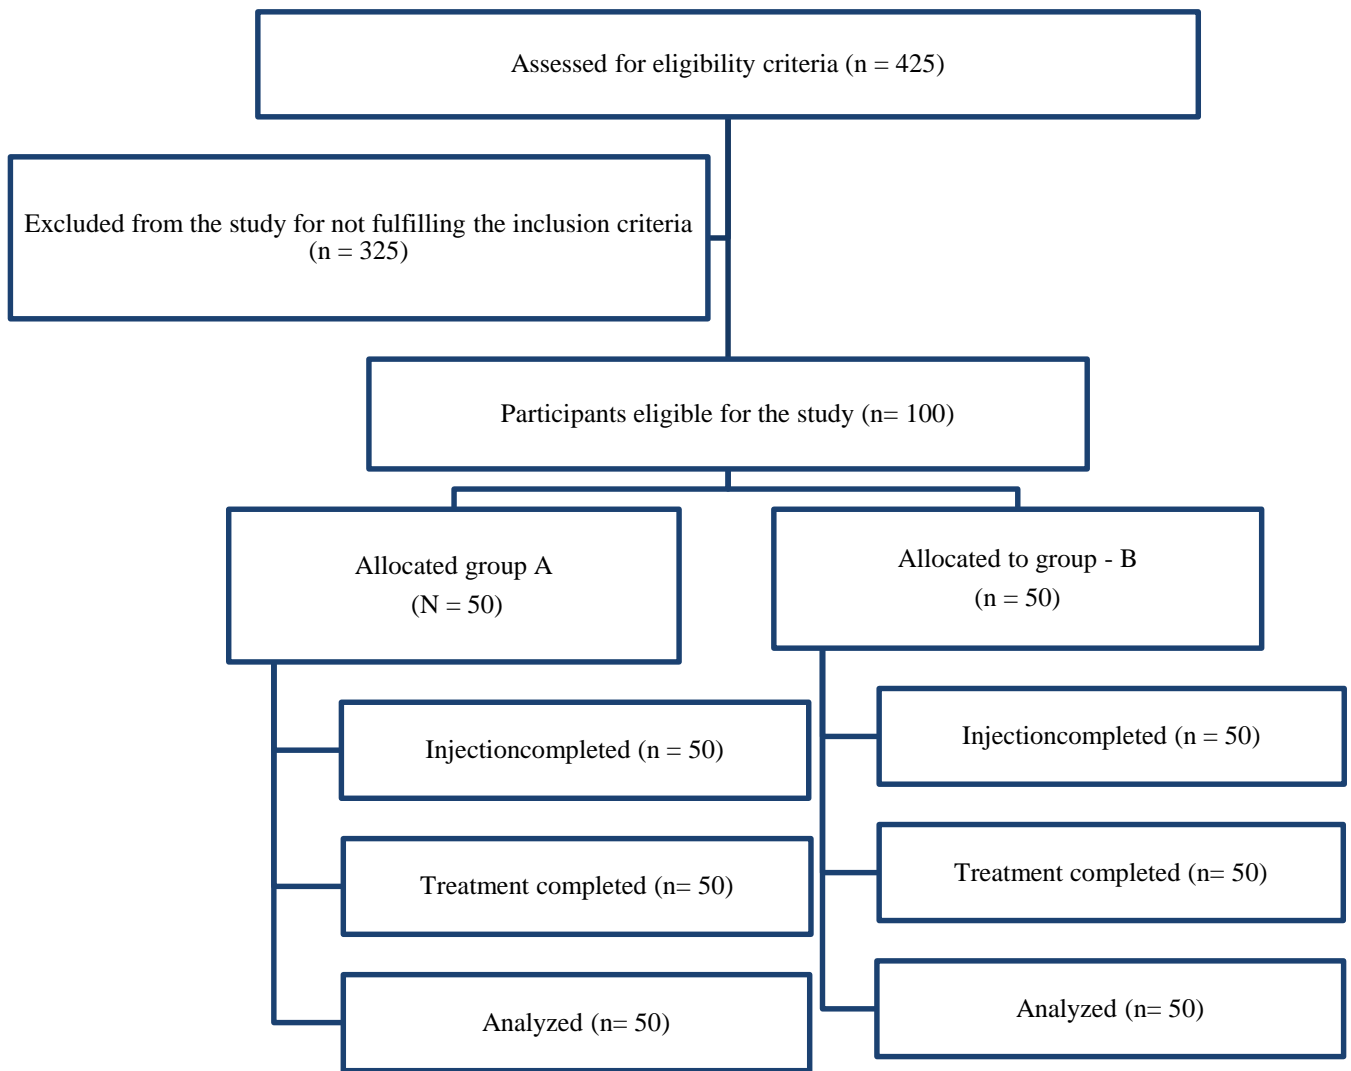 Assessed for eligibility criteria (n = 425)
Excluded from the study for not fulfilling the inclusion criteria
(n = 325)
Participants eligible for the study (n= 100)
Allocated group A
(N = 50)
Allocated to group - B
(n = 50)
Injectioncompleted (n = 50)
Treatment completed (n= 50)
Analyzed (n= 50)
Injectioncompleted (n = 50)
Treatment completed (n= 50)
Analyzed (n= 50)